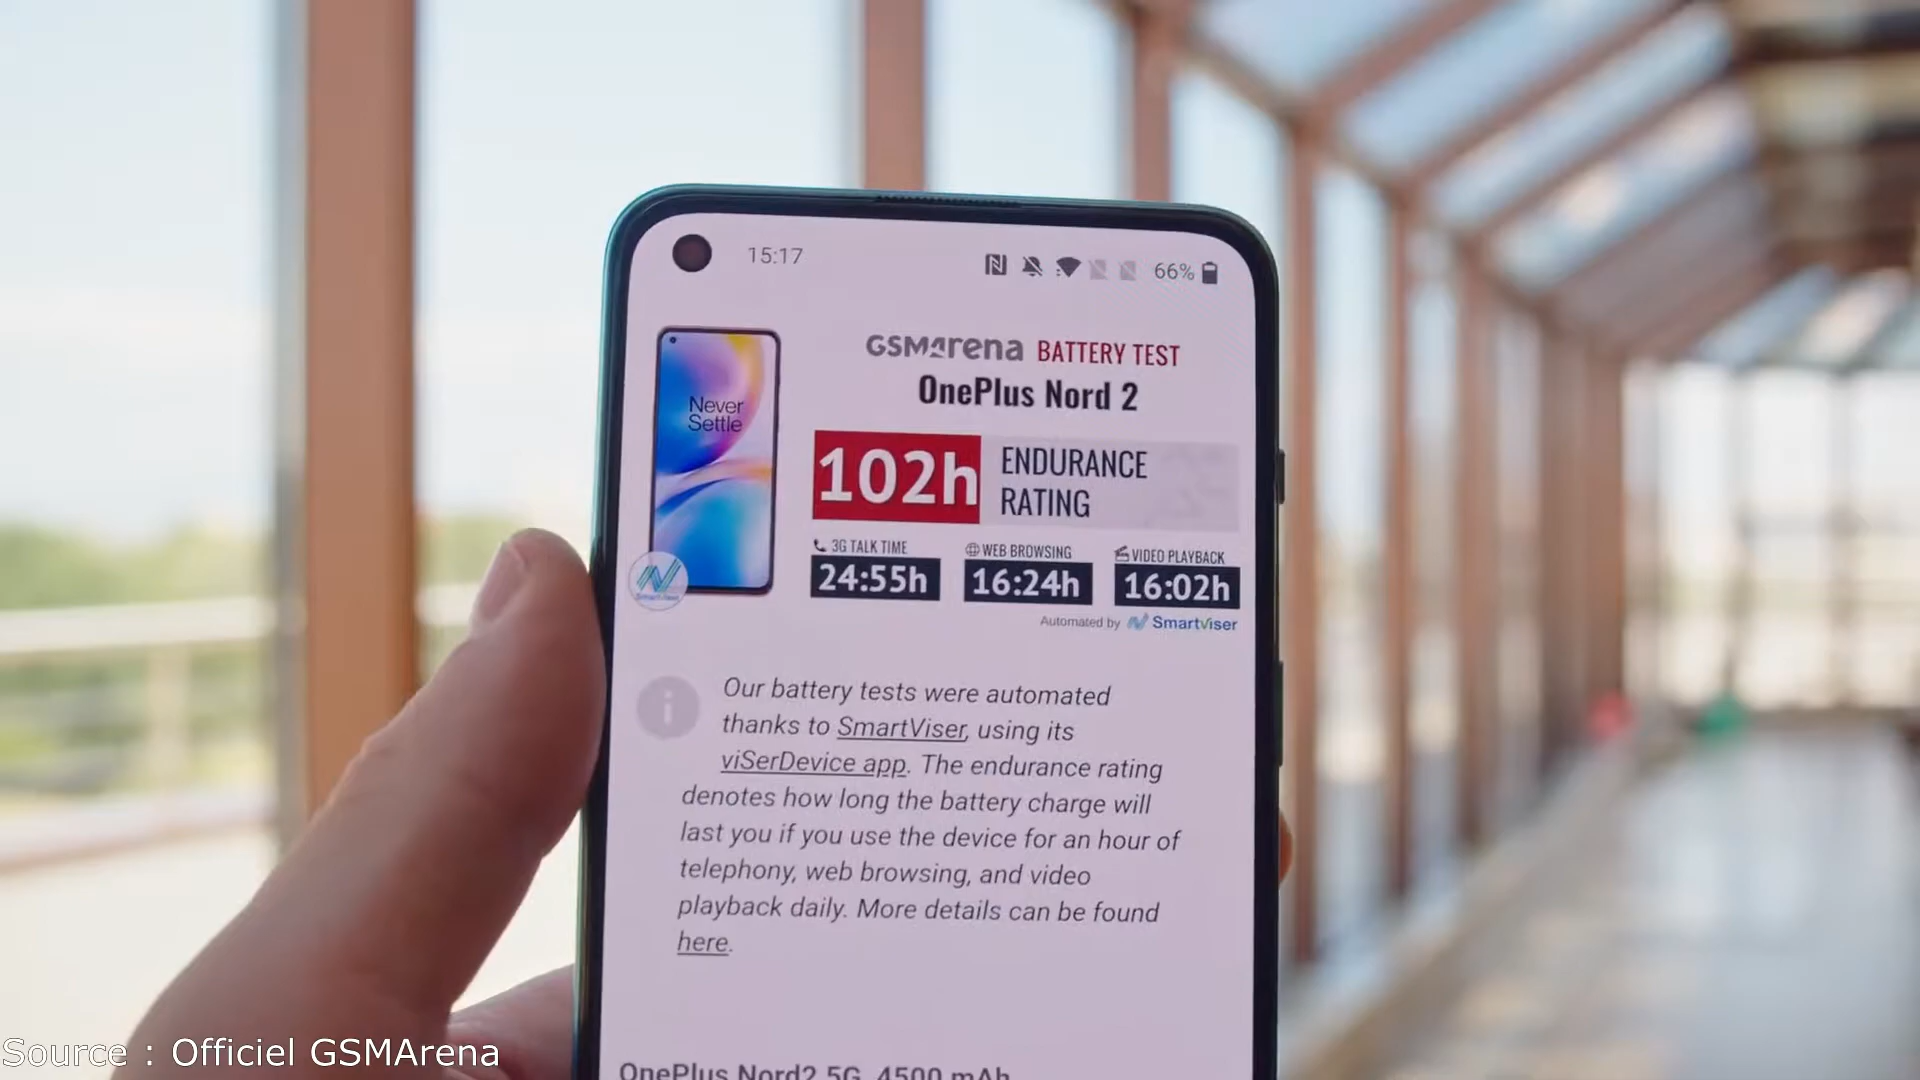 15:17
66%
GSMArena BATTERY TEST
OnePlus Nord 2
Never
Settle
102h
ENDURANCE
RATING
3G TALK TIME
WEB BROWSING
VIDEO PLAYBACK
24:55h
16:24h
16:02h
Automated by SmartViser
SmartViser
Our battery tests were automated
thanks to SmartViser, using its
viSerDevice app. The endurance rating
denotes how long the battery charge will
last you if you use the device for an hour of
telephony, web browsing, and video
playback daily. More details can be found
here.
OnePlus Nord2 5G, 4500 mAh
Source : Officiel GSMArena